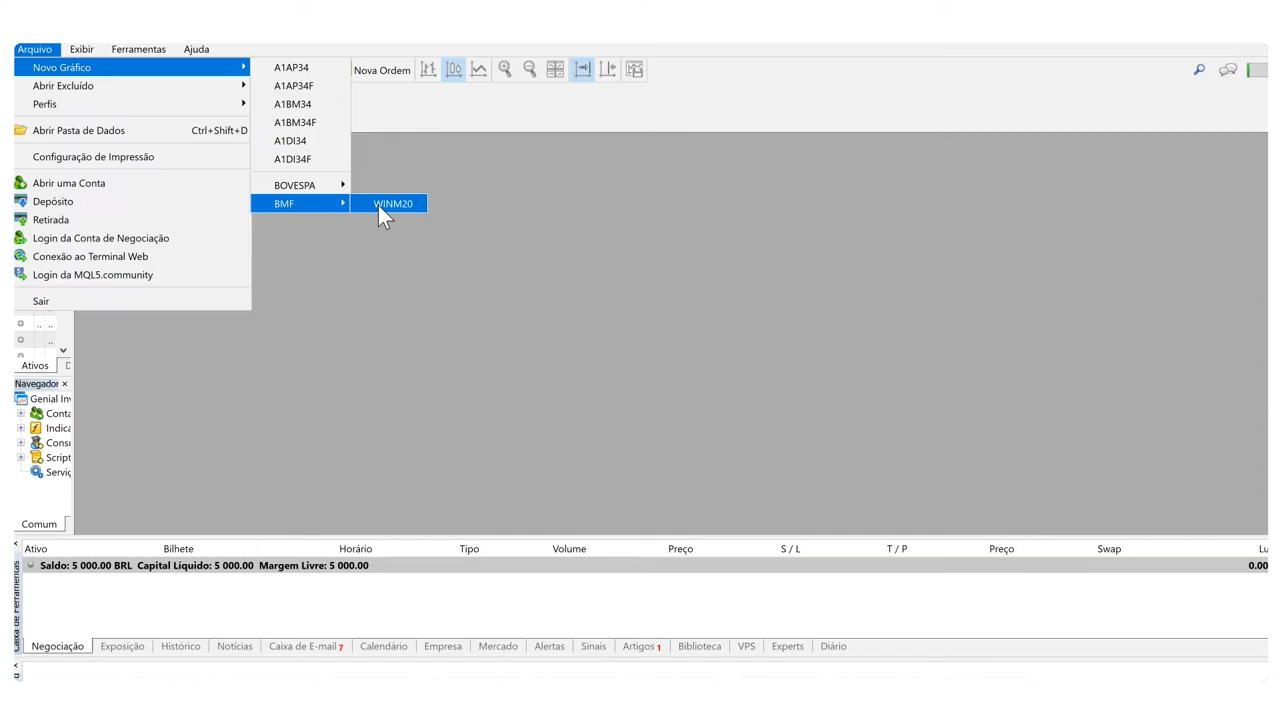 Arquivo Exibir Ferramentas Ajuda
Novo Gráfico
Abrir Excluído
Perfis
Abrir Pasta de Dados Ctrl+Shift+D
Configuração de Impressão
Abrir uma Conta
Depósito
Retirada
Login da Conta de Negociação
Conexão ao Terminal Web
Login da MQL5.community
Sair
A1AP34
A1AP34F
A1BM34
A1BM34F
A1DI34
A1DI34F
BOVESPA
BMF
WINM20
Nova Ordem
Ativos D
Navegador
Genial Inv
Conta
Indica
Consu
Script
Serviç
Comum
Ativo Bilhete Horário Tipo Volume Preço S / L T / P Preço Swap Lu
Saldo: 5 000.00 BRL Capital Líquido: 5 000.00 Margem Livre: 5 000.00 0.00
Caixa de Ferramentas
Negociação Exposição Histórico Notícias Caixa de E-mail 7 Calendário Empresa Mercado Alertas Sinais Artigos 1 Biblioteca VPS Experts Diário